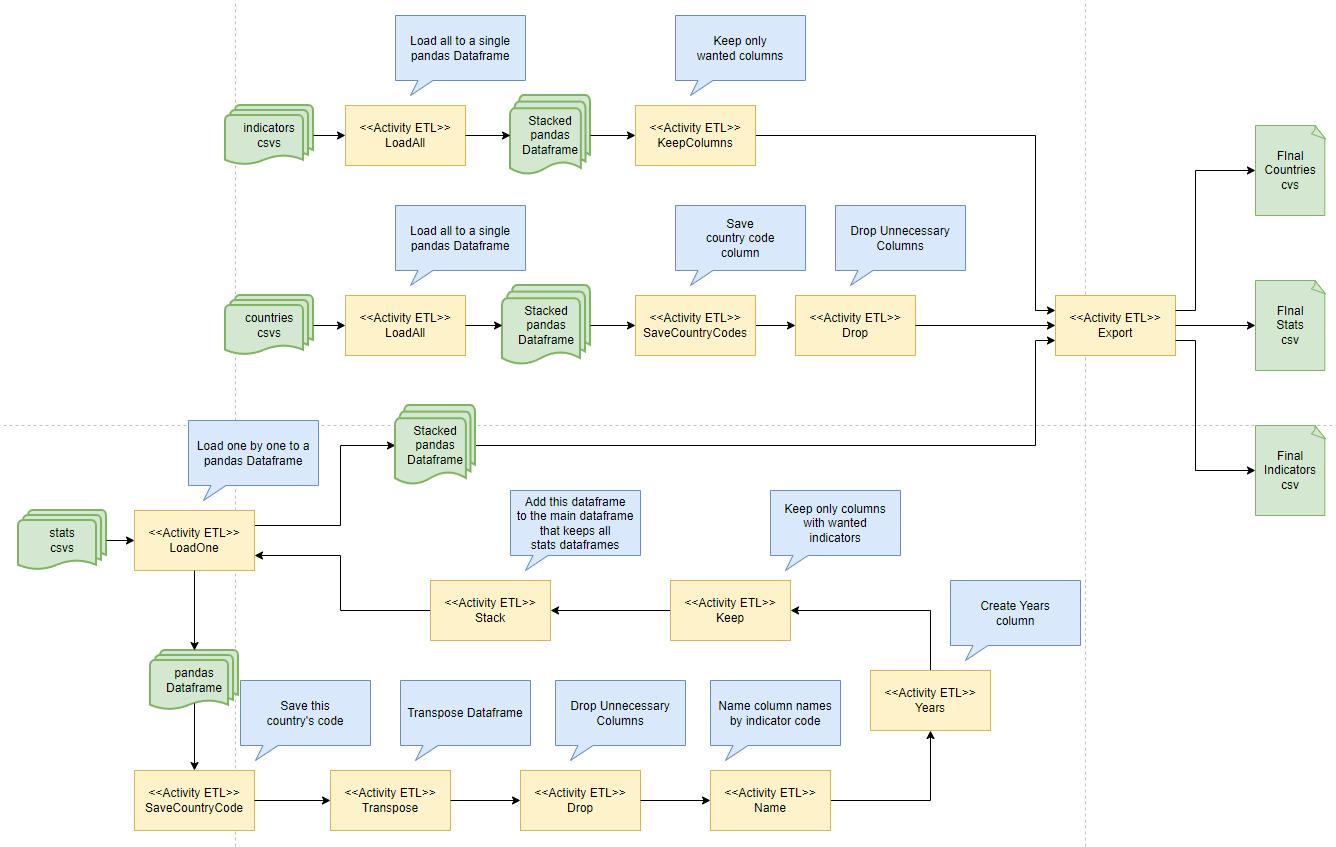 Load all to a single
pandas Dataframe
Keep only
wanted columns
indicators
csvs
<<Activity ETL>>
LoadAll
Stacked
pandas
Dataframe
<<Activity ETL>>
KeepColumns
FInal
Countries
cvs
Load all to a single
pandas Dataframe
Save
country code
column
Drop Unnecessary
Columns
countries
csvs
<<Activity ETL>>
LoadAll
Stacked
pandas
Dataframe
<<Activity ETL>>
SaveCountryCodes
<<Activity ETL>>
Drop
<<Activity ETL>>
Export
FInal
Stats
csv
Load one by one to a
pandas Dataframe
Stacked
pandas
Dataframe
Final
Indicators
csv
stats
csvs
<<Activity ETL>>
LoadOne
Add this dataframe
to the main dataframe
that keeps all
stats dataframes
Keep only columns
with wanted
indicators
<<Activity ETL>>
Stack
<<Activity ETL>>
Keep
Create Years
column
pandas
Dataframe
Save this
country's code
Transpose Dataframe
Drop Unnecessary
Columns
Name column names
by indicator code
<<Activity ETL>>
Years
<<Activity ETL>>
SaveCountryCode
<<Activity ETL>>
Transpose
<<Activity ETL>>
Drop
<<Activity ETL>>
Name